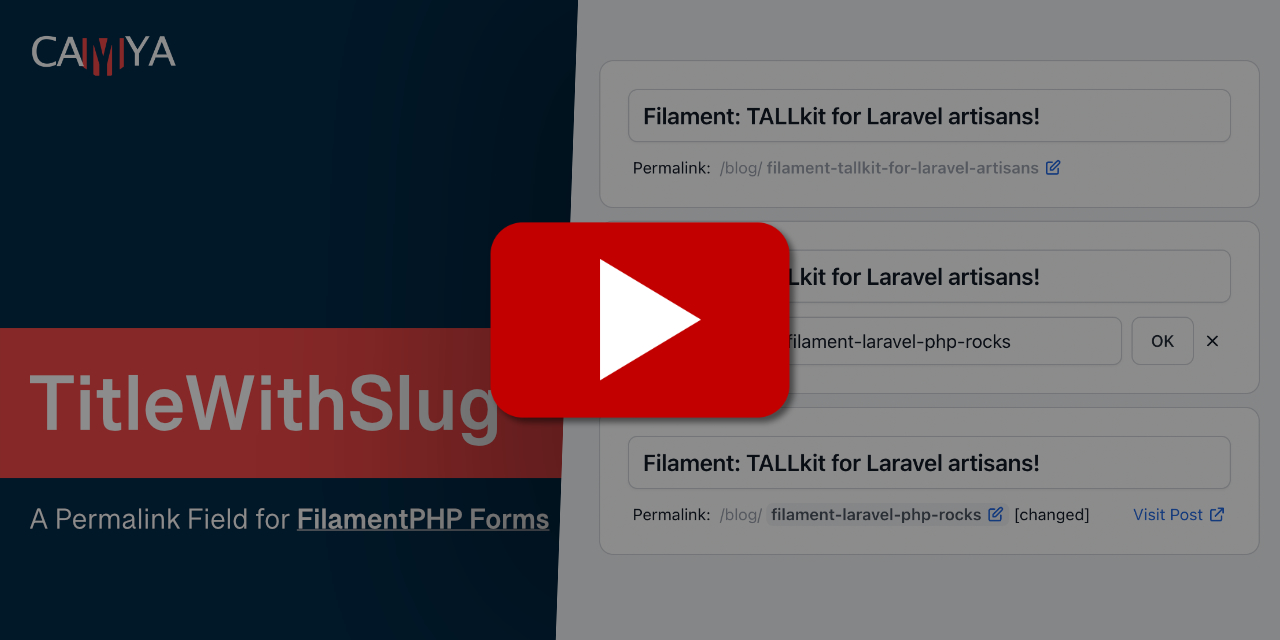 CAMYA
TitleWithSlug
A Permalink Field for FilamentPHP Forms
Filament: TALLkit for Laravel artisans!
Permalink: /blog/ filament-tallkit-for-laravel-artisans
Lkit for Laravel artisans!
filament-laravel-php-rocks OK ×
Filament: TALLkit for Laravel artisans!
Permalink: /blog/ filament-laravel-php-rocks [changed] Visit Post